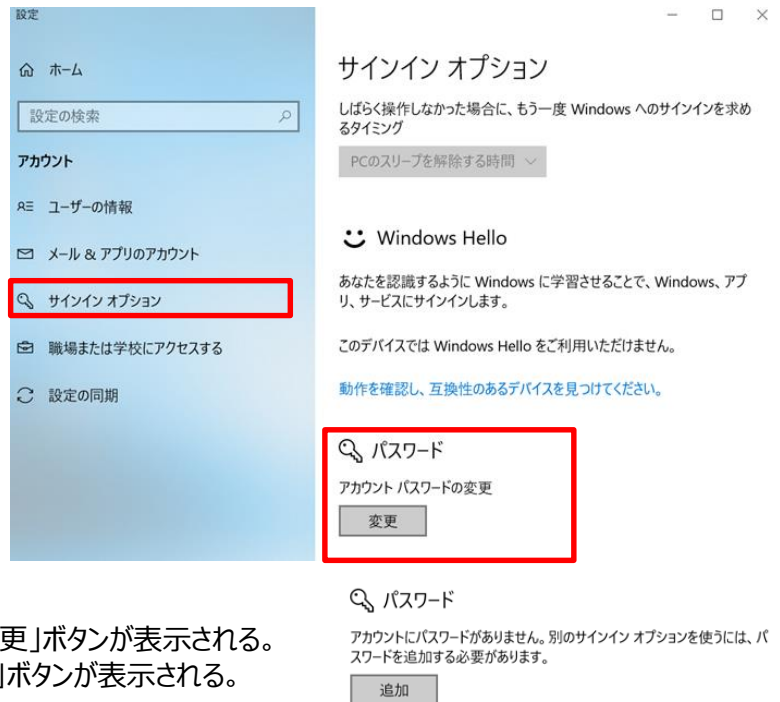 設定
ホーム
設定の検索
アカウント
ユーザーの情報
メール & アプリのアカウント
サインイン オプション
職場または学校にアクセスする
設定の同期
サインイン オプション
しばらく操作しなかった場合に、もう一度 Windows へのサインインを求め
るタイミング
PCのスリープを解除する時間
Windows Hello
あなたを認識するように Windows に学習させることで、Windows、アプ
リ、サービスにサインインします。
このデバイスでは Windows Hello をご利用いただけません。
動作を確認し、互換性のあるデバイスを見つけてください。
パスワード
アカウント パスワードの変更
変更
更」ボタンが表示される。
」ボタンが表示される。
パスワード
アカウントにパスワードがありません。別のサインイン オプションを使うには、パ
スワードを追加する必要があります。
追加